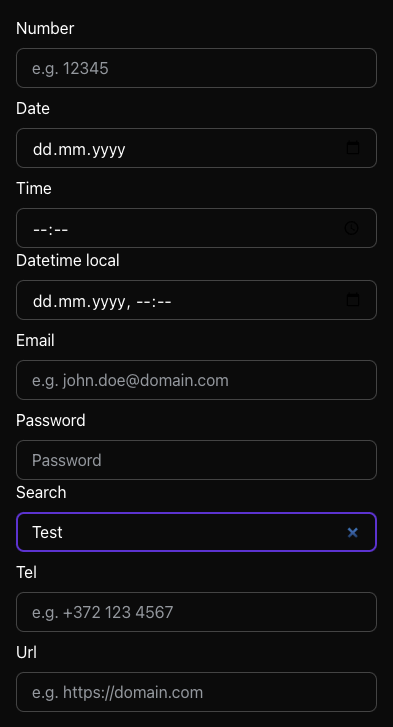 Number
e.g. 12345
Date
dd.mm.yyyy
Time
--:--
Datetime local
dd.mm.yyyy, --:--
Email
e.g. john.doe@domain.com
Password
Password
Search
Test
Tel
e.g. +372 123 4567
Url
e.g. https://domain.com